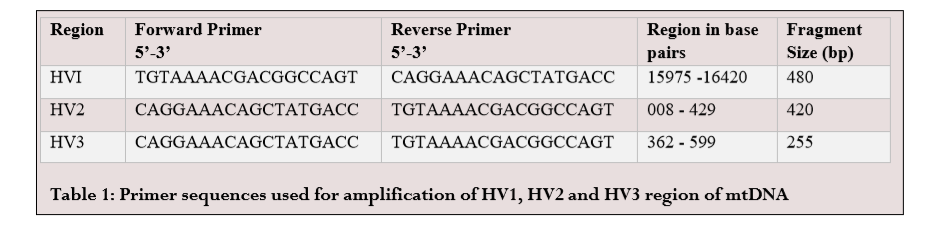 Region Forward Primer Reverse Primer Region in base Fragment
5’-3’ 5’-3’ pairs Size (bp)
HVI TGTAAAACGACGGCCAGT CAGGAAACAGCTATGACC 15975 -16420 480
HV2 CAGGAAACAGCTATGACC TGTAAAACGACGGCCAGT 008 - 429 420
HV3 CAGGAAACAGCTATGACC TGTAAAACGACGGCCAGT 362 - 599 255
Table 1: Primer sequences used for amplification of HV1, HV2 and HV3 region of mtDNA